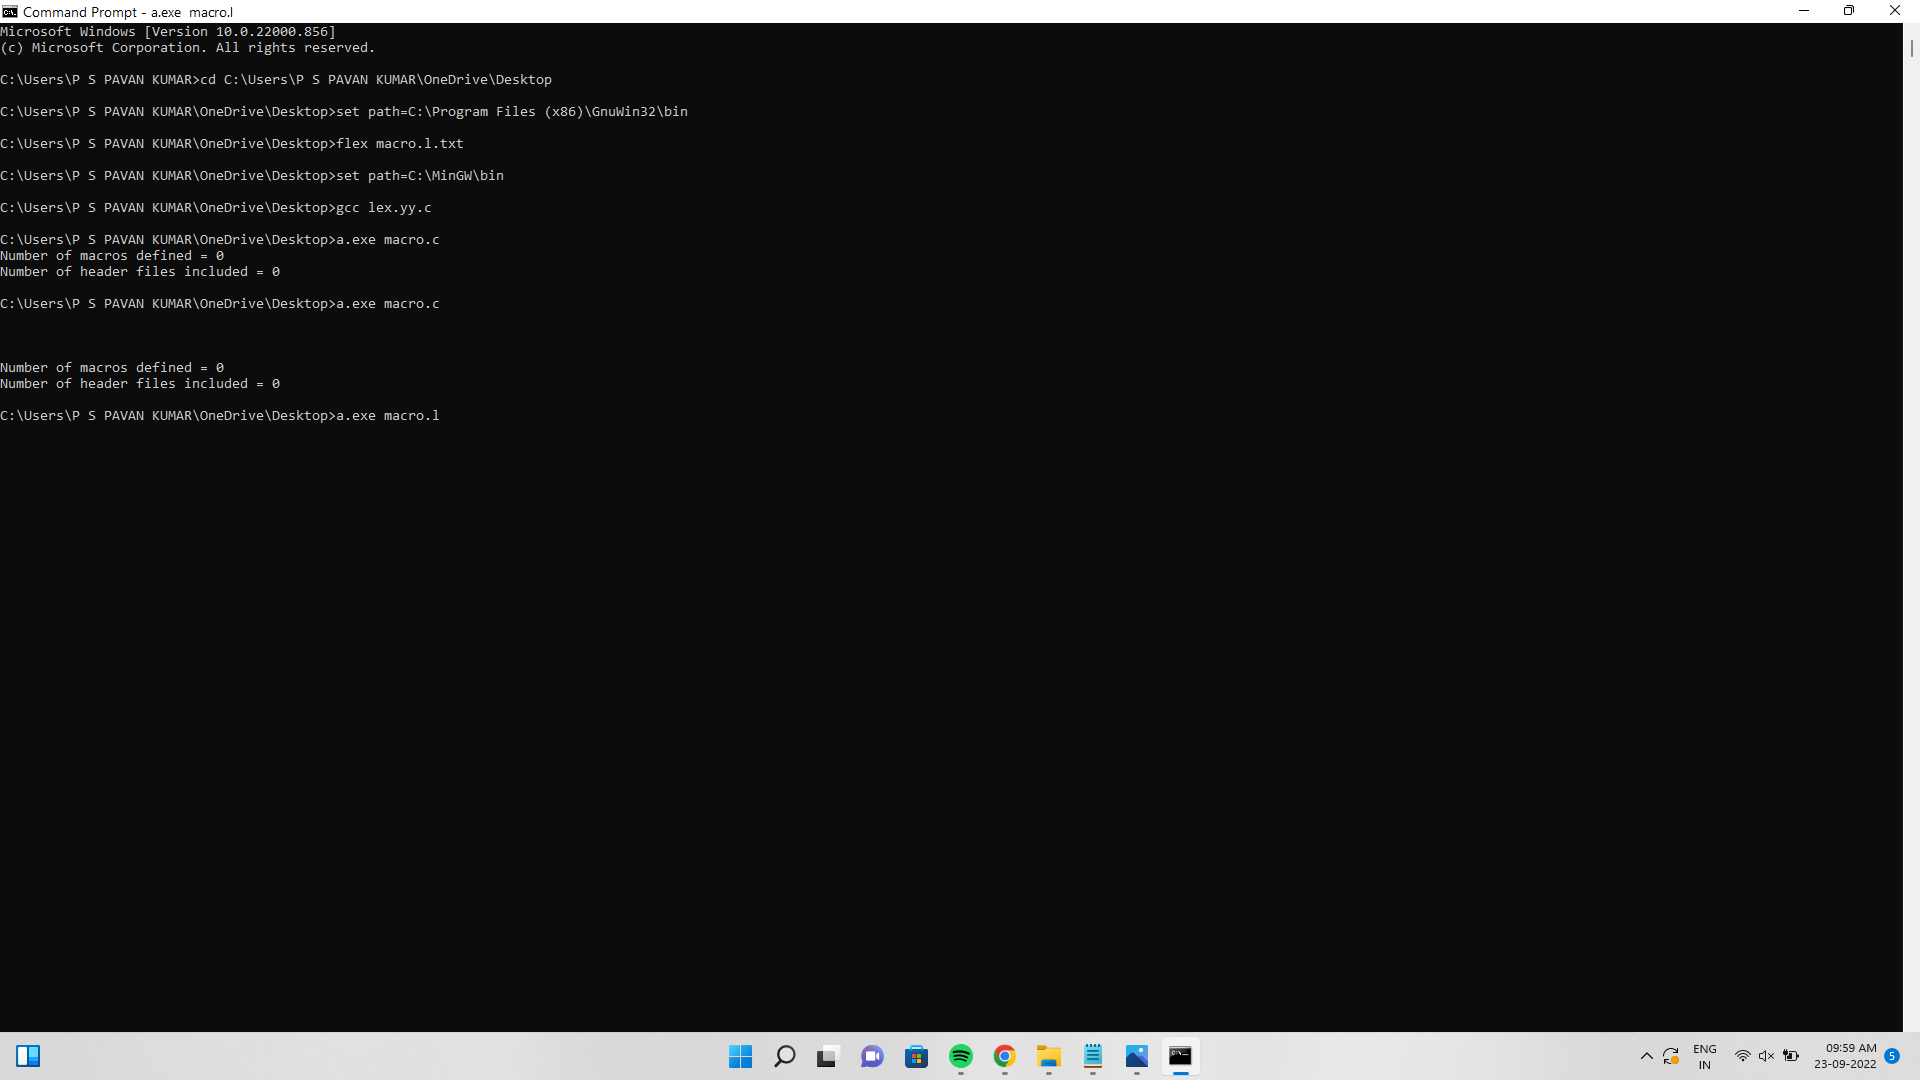 Command Prompt - a.exe  macro.l
Microsoft Windows [Version 10.0.22000.856]
(c) Microsoft Corporation. All rights reserved.
C:\Users\P S PAVAN KUMAR>cd C:\Users\P S PAVAN KUMAR\OneDrive\Desktop
C:\Users\P S PAVAN KUMAR\OneDrive\Desktop>set path=C:\Program Files (x86)\GnuWin32\bin
C:\Users\P S PAVAN KUMAR\OneDrive\Desktop>flex macro.l.txt
C:\Users\P S PAVAN KUMAR\OneDrive\Desktop>set path=C:\MinGW\bin
C:\Users\P S PAVAN KUMAR\OneDrive\Desktop>gcc lex.yy.c
C:\Users\P S PAVAN KUMAR\OneDrive\Desktop>a.exe macro.c
Number of macros defined = 0
Number of header files included = 0
C:\Users\P S PAVAN KUMAR\OneDrive\Desktop>a.exe macro.c
Number of macros defined = 0
Number of header files included = 0
C:\Users\P S PAVAN KUMAR\OneDrive\Desktop>a.exe macro.l
ENG
IN
09:59 AM
23-09-2022
5